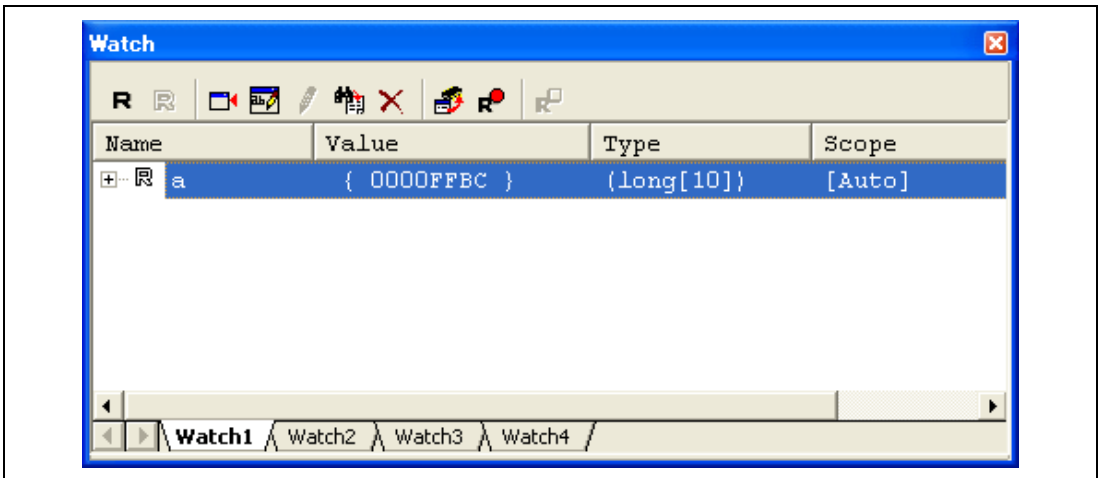 Watch
R R R R
Name Value Type Scope
R a { 0000FFBC } (long[10]) [Auto]
Watch1 Watch2 Watch3 Watch4